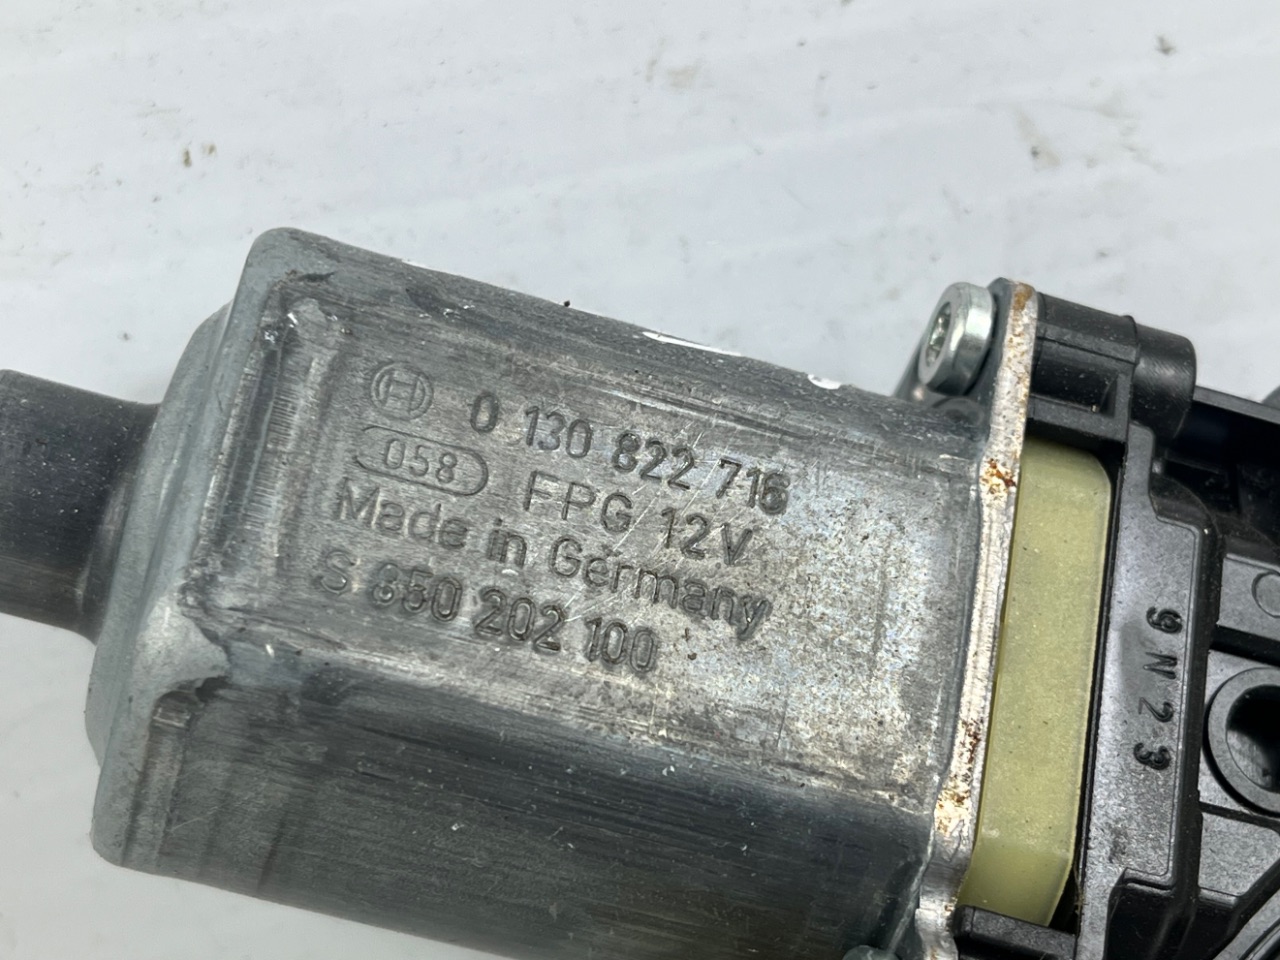 0 130 822 716
058 FPG 12V
Made in Germany
S 850 202 100
9 N 2 3